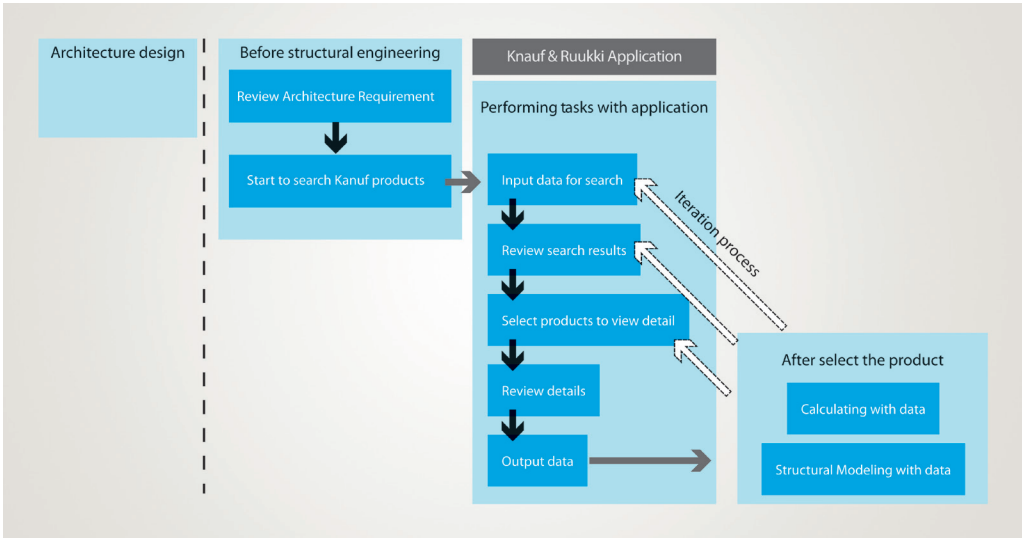 Architecture design
Before structural engineering
Review Architecture Requirement
Start to search Kanuf products
Knauf & Ruukki Application
Performing tasks with application
Input data for search
Review search results
Select products to view detail
Review details
Output data
Iteration process
After select the product
Calculating with data
Structural Modeling with data